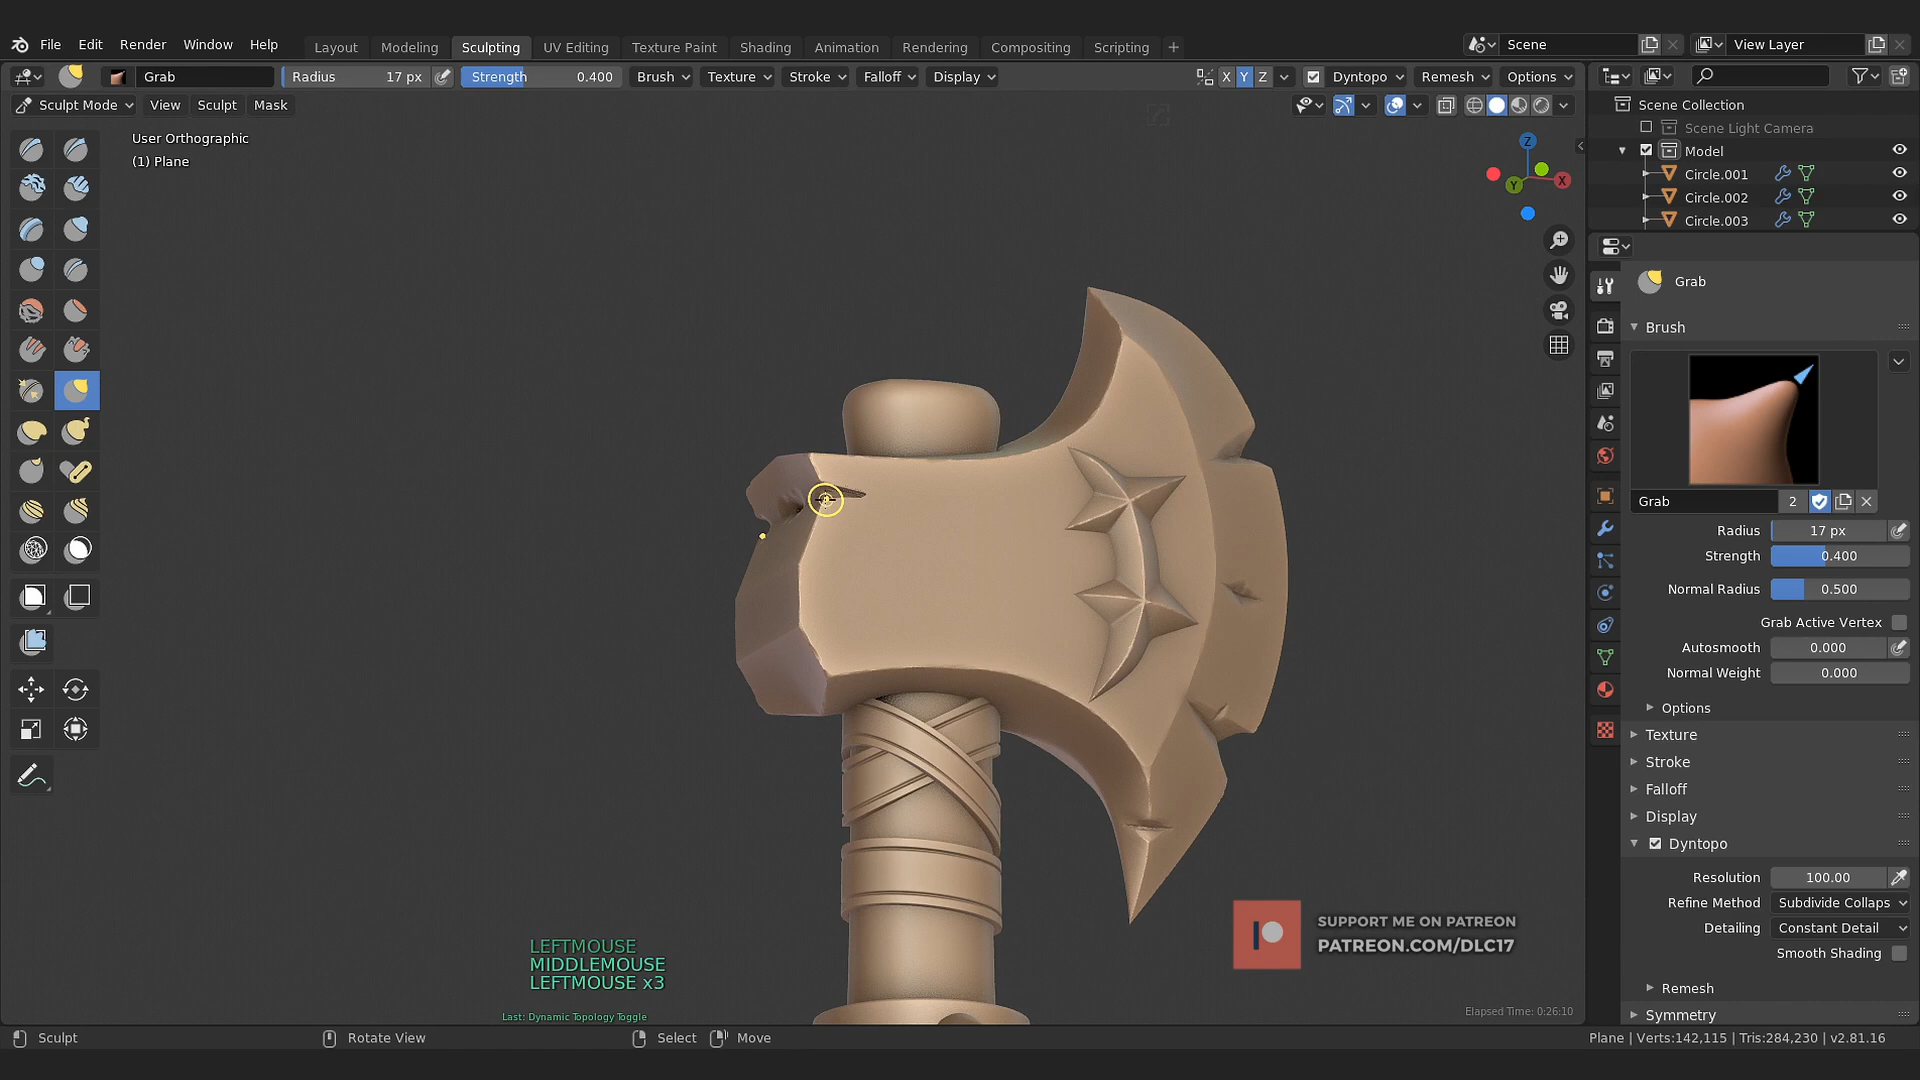 File Edit Render Window Help
Layout Modeling Sculpting UV Editing Texture Paint Shading Animation Rendering Compositing Scripting +
Scene
View Layer
Grab
Radius 17 px
Strength 0.400
Brush Texture Stroke Falloff Display
X Y Z
Dyntopo Remesh Options
Sculpt Mode View Sculpt Mask
User Orthographic
(1) Plane
Z
Y
X
Scene Collection
Scene Light Camera
Model
Circle.001
Circle.002
Circle.003
Grab
Brush
Grab 2
Radius 17 px
Strength 0.400
Normal Radius 0.500
Grab Active Vertex
Autosmooth 0.000
Normal Weight 0.000
Options
Texture
Stroke
Falloff
Display
Dyntopo
Resolution 100.00
Refine Method Subdivide Collaps
Detailing Constant Detail
Smooth Shading
Remesh
Symmetry
SUPPORT ME ON PATREON
PATREON.COM/DLC17
LEFTMOUSE
MIDDLEMOUSE
LEFTMOUSE x3
Last: Dynamic Topology Toggle
Elapsed Time: 0:26:10
Sculpt
Rotate View
Select
Move
Plane | Verts:142,115 | Tris:284,230 | v2.81.16